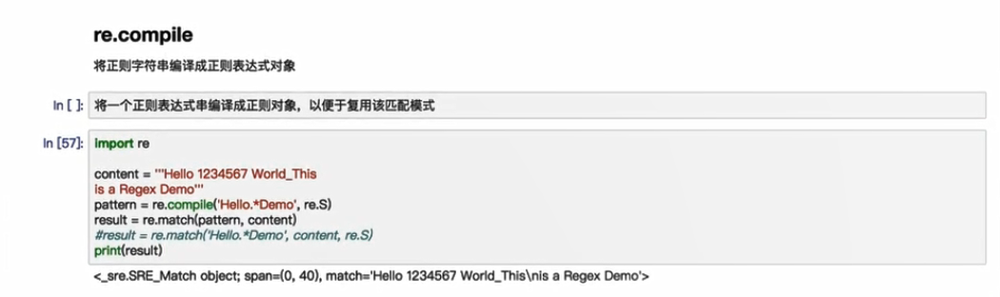 re.compile
将正则字符串编译成正则表达式对象
In [ ]: 将一个正则表达式串编译成正则对象，以便于复用该匹配模式
In [57]: import re
content = '''Hello 1234567 World_This
is a Regex Demo'''
pattern = re.compile('Hello.*Demo', re.S)
result = re.match(pattern, content)
#result = re.match('Hello.*Demo', content, re.S)
print(result)
<_sre.SRE_Match object; span=(0, 40), match='Hello 1234567 World_This\nis a Regex Demo'>